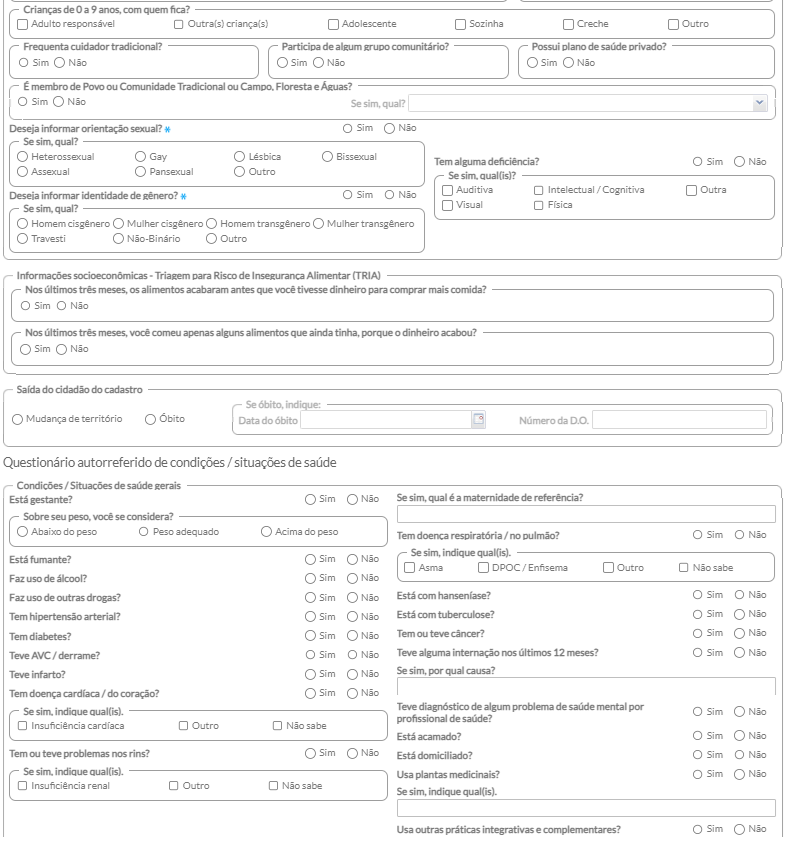 Crianças de 0 a 9 anos, com quem fica?
Adulto responsável Outra(s) criança(s) Adolescente Sozinha Creche Outro
Frequenta cuidador tradicional? Participa de algum grupo comunitário? Possui plano de saúde privado?
Sim Não Sim Não Sim Não
É membro de Povo ou Comunidade Tradicional ou Campo, Floresta e Águas?
Sim Não Se sim, qual?
Deseja informar orientação sexual? * Sim Não
Se sim, qual?
Heterossexual Gay Lésbica Bissexual
Assexual Pansexual Outro
Deseja informar identidade de gênero? * Sim Não
Se sim, qual?
Homem cisgênero Mulher cisgênero Homem transgênero Mulher transgênero
Travesti Não-Binário Outro
Tem alguma deficiência? Sim Não
Se sim, qual(is)?
Auditiva Intelectual / Cognitiva Outra
Visual Física
Informações socioeconômicas - Triagem para Risco de Insegurança Alimentar (TRIA)
Nos últimos três meses, os alimentos acabaram antes que você tivesse dinheiro para comprar mais comida?
Sim Não
Nos últimos três meses, você comeu apenas alguns alimentos que ainda tinha, porque o dinheiro acabou?
Sim Não
Saída do cidadão do cadastro
Mudança de território Óbito
Se óbito, indique:
Data do óbito Número da D.O.
Questionário autorreferido de condições / situações de saúde
Condições / Situações de saúde gerais
Está gestante? Sim Não
Sobre seu peso, você se considera?
Abaixo do peso Peso adequado Acima do peso
Está fumante? Sim Não
Faz uso de álcool? Sim Não
Faz uso de outras drogas? Sim Não
Tem hipertensão arterial? Sim Não
Tem diabetes? Sim Não
Teve AVC / derrame? Sim Não
Teve infarto? Sim Não
Tem doença cardíaca / do coração? Sim Não
Se sim, indique qual(is).
Insuficiência cardíaca Outro Não sabe
Tem ou teve problemas nos rins? Sim Não
Se sim, indique qual(is).
Insuficiência renal Outro Não sabe
Se sim, qual é a maternidade de referência?
Tem doença respiratória / no pulmão? Sim Não
Se sim, indique qual(is).
Asma DPOC / Enfisema Outro Não sabe
Está com hanseníase? Sim Não
Está com tuberculose? Sim Não
Tem ou teve câncer? Sim Não
Teve alguma internação nos últimos 12 meses? Sim Não
Se sim, por qual causa?
Teve diagnóstico de algum problema de saúde mental por
profissional de saúde? Sim Não
Está acamado? Sim Não
Está domiciliado? Sim Não
Usa plantas medicinais? Sim Não
Se sim, indique qual(is).
Usa outras práticas integrativas e complementares? Sim Não